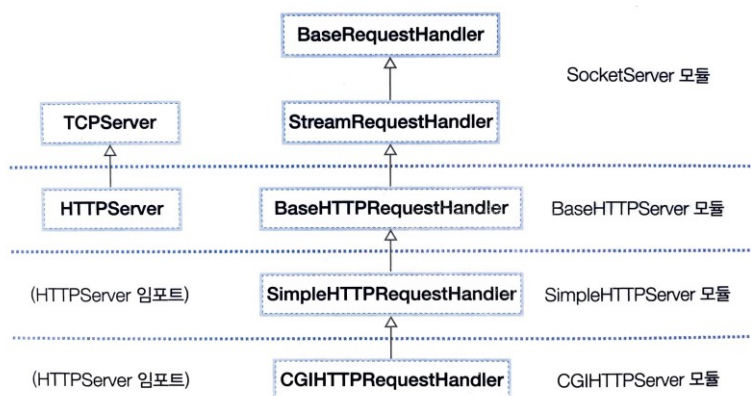 BaseRequestHandler
SocketServer 모듈
TCPServer
StreamRequestHandler
HTTPServer
BaseHTTPRequestHandler
BaseHTTPServer 모듈
(HTTPServer 임포트)
SimpleHTTPRequestHandler
SimpleHTTPServer 모듈
(HTTPServer 임포트)
CGIHTTPRequestHandler
CGIHTTPServer 모듈